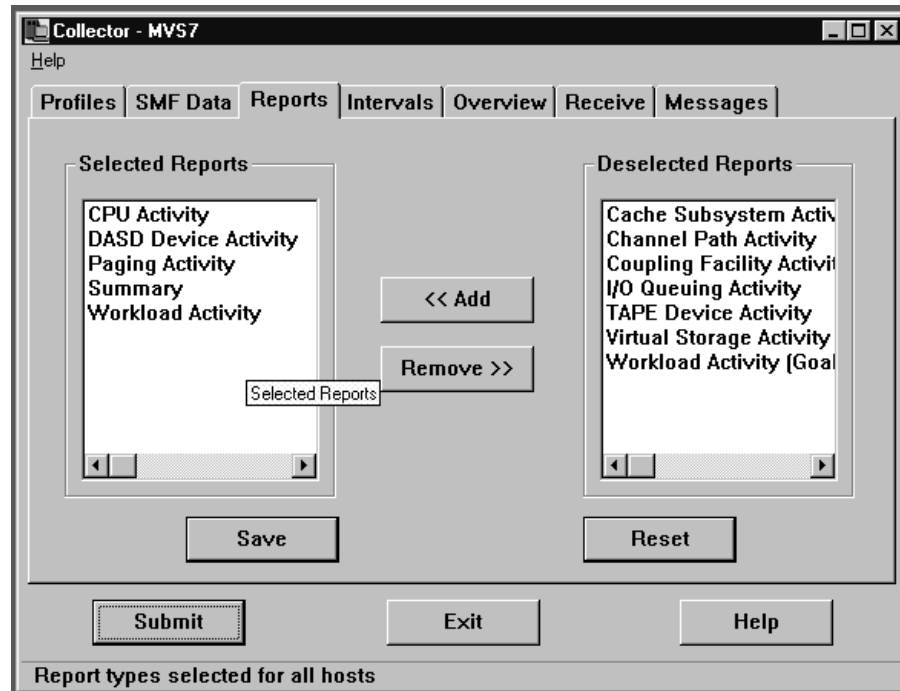 Collector - MVS7
Help
Profiles SMF Data Reports Intervals Overview Receive Messages
Selected Reports
CPU Activity
DASD Device Activity
Paging Activity
Summary
Workload Activity
Selected Reports
<< Add
Remove >>
Deselected Reports
Cache Subsystem Activ
Channel Path Activity
Coupling Facility Activit
I/O Queuing Activity
TAPE Device Activity
Virtual Storage Activity
Workload Activity (Goal
Save
Reset
Submit
Exit
Help
Report types selected for all hosts